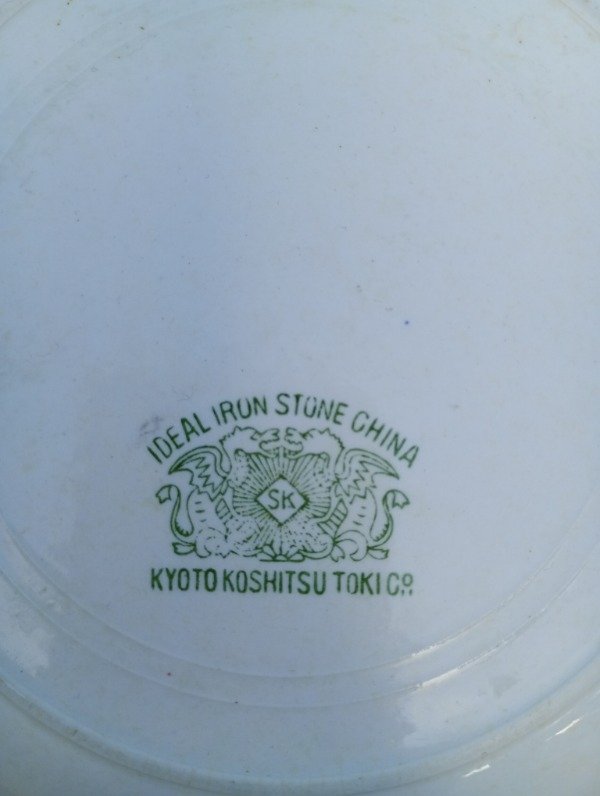 IDEAL IRON STONE CHINA
SK
KYOTO KOSHITSU TOKI Co.